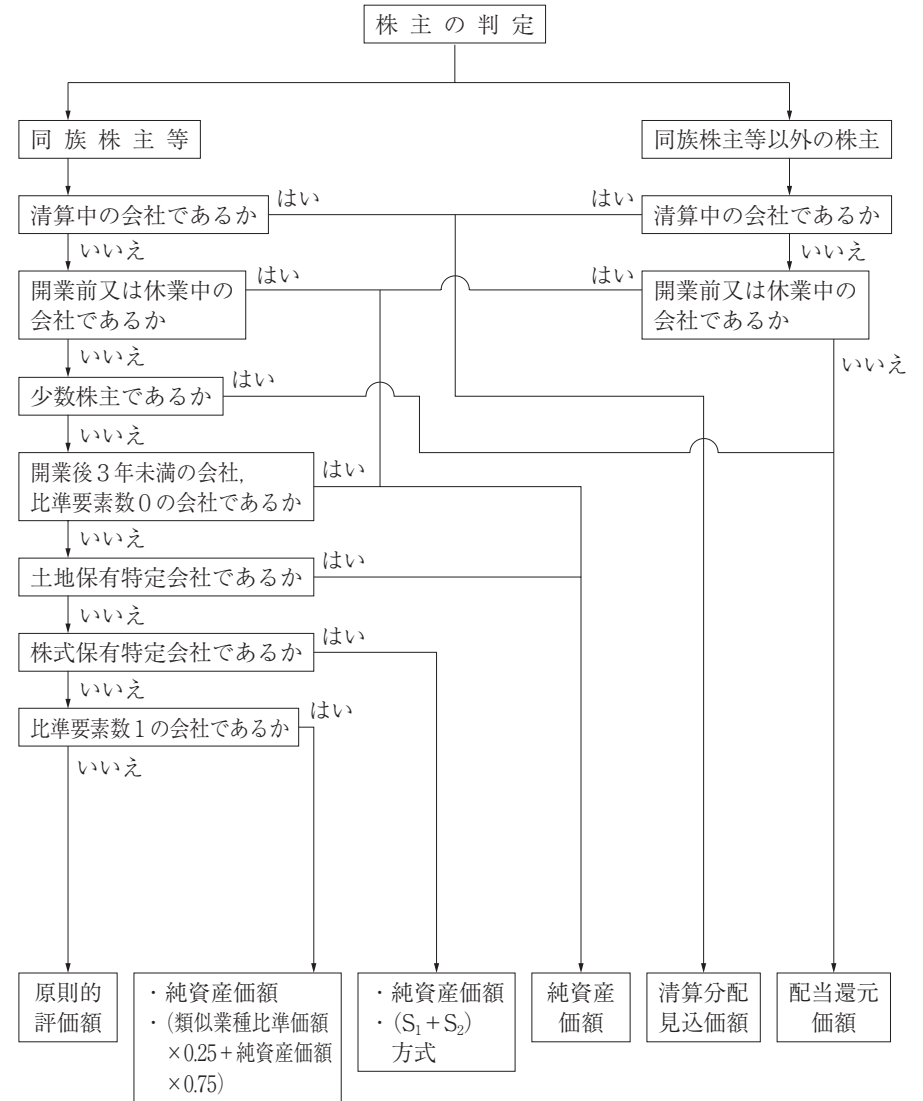 株主の判定
同族株主等
同族株主等以外の株主
清算中の会社であるか
はい
はい
清算中の会社であるか
いいえ
いいえ
開業前又は休業中の
会社であるか
はい
はい
開業前又は休業中の
会社であるか
いいえ
いいえ
少数株主であるか
はい
いいえ
開業後3年未満の会社,
比準要素数0の会社であるか
はい
いいえ
土地保有特定会社であるか
はい
いいえ
株式保有特定会社であるか
はい
いいえ
比準要素数1の会社であるか
はい
いいえ
原則的
評価額
・純資産価額
・(類似業種比準価額
×0.25+純資産価額
×0.75)
・純資産価額
・(S₁+S₂)
方式
純資産
価額
清算分配
見込価額
配当還元
価額